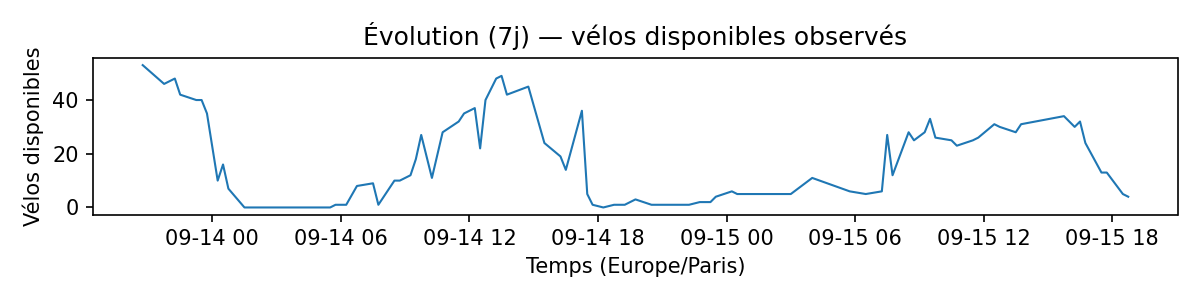 Évolution (7j) — vélos disponibles observés
Vélos disponibles
40
20
0
09-14 00 09-14 06 09-14 12 09-14 18 09-15 00 09-15 06 09-15 12 09-15 18
Temps (Europe/Paris)